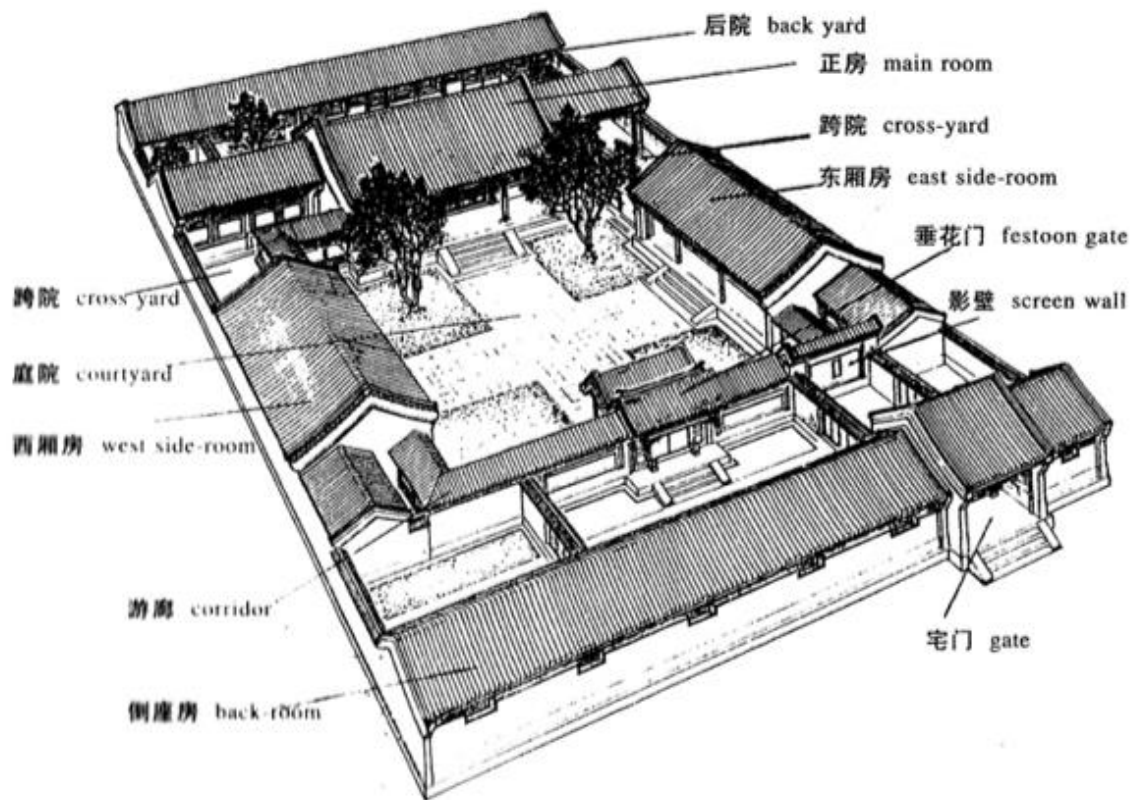 后院 back yard
正房 main room
跨院 cross-yard
东厢房 east side-room
垂花门 festoon gate
影壁 screen wall
跨院 cross yard
庭院 courtyard
西厢房 west side-room
游廊 corridor
宅门 gate
倒座房 back-room